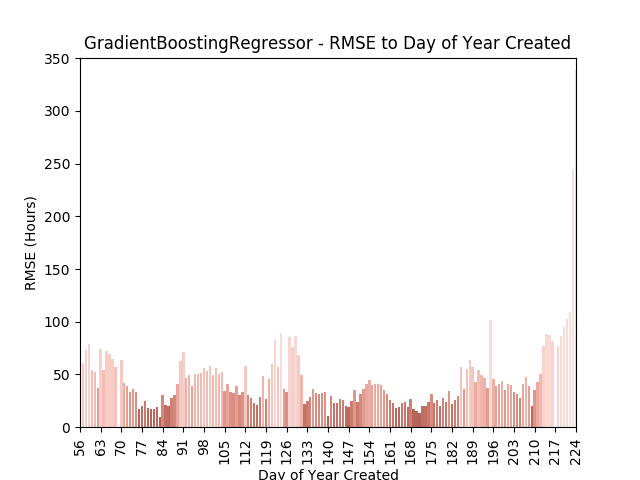 GradientBoostingRegressor - RMSE to Day of Year Created
350
300
250
200
150
100
50
0
RMSE (Hours)
56 63 70 77 84 91 98 105 112 119 126 133 140 147 154 161 168 175 182 189 196 203 210 217 224
Day of Year Created